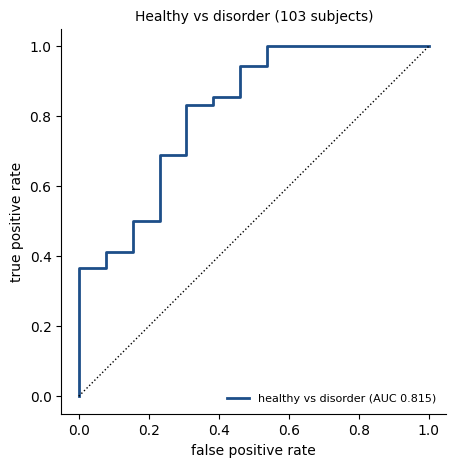 Healthy vs disorder (103 subjects)
true positive rate
1.0
0.8
0.6
0.4
0.2
0.0
healthy vs disorder (AUC 0.815)
0.0 0.2 0.4 0.6 0.8 1.0
false positive rate